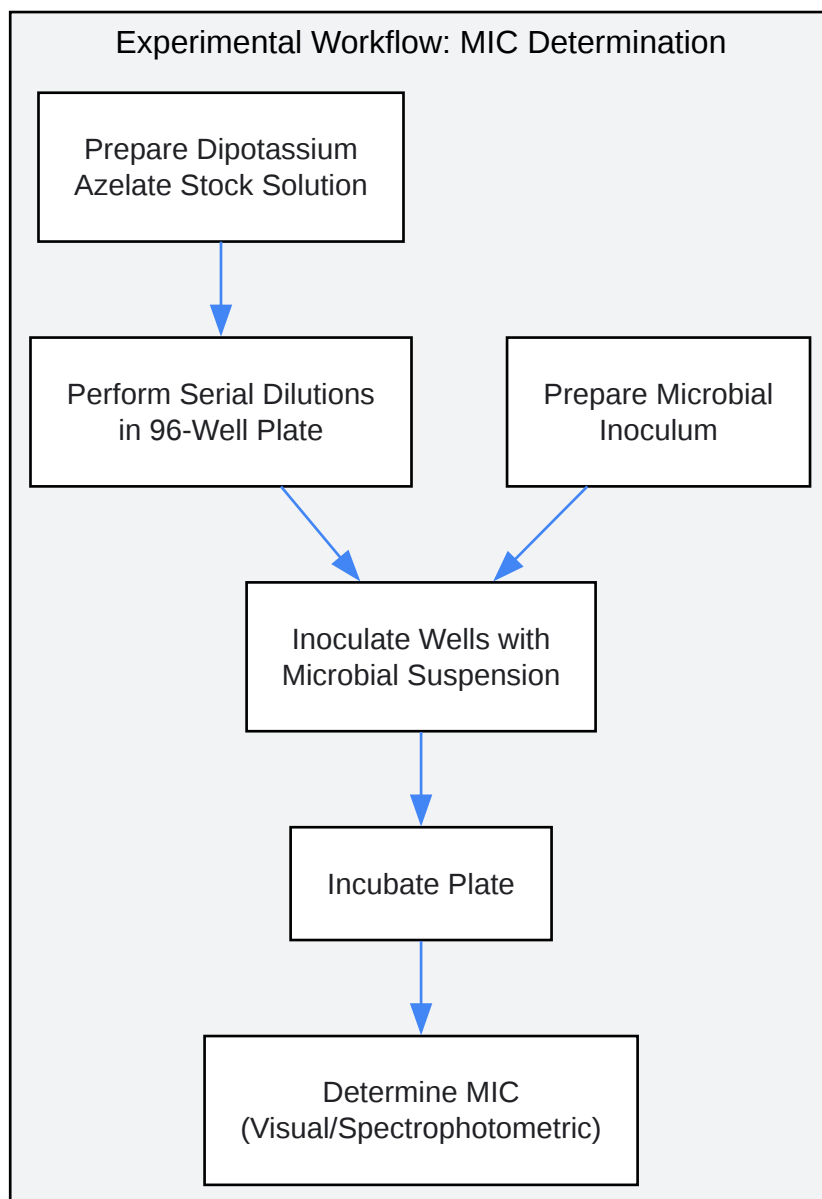 Experimental Workflow: MIC Determination
Prepare Dipotassium
Azelate Stock Solution
Perform Serial Dilutions
in 96-Well Plate
Prepare Microbial
Inoculum
Inoculate Wells with
Microbial Suspension
Incubate Plate
Determine MIC
(Visual/Spectrophotometric)